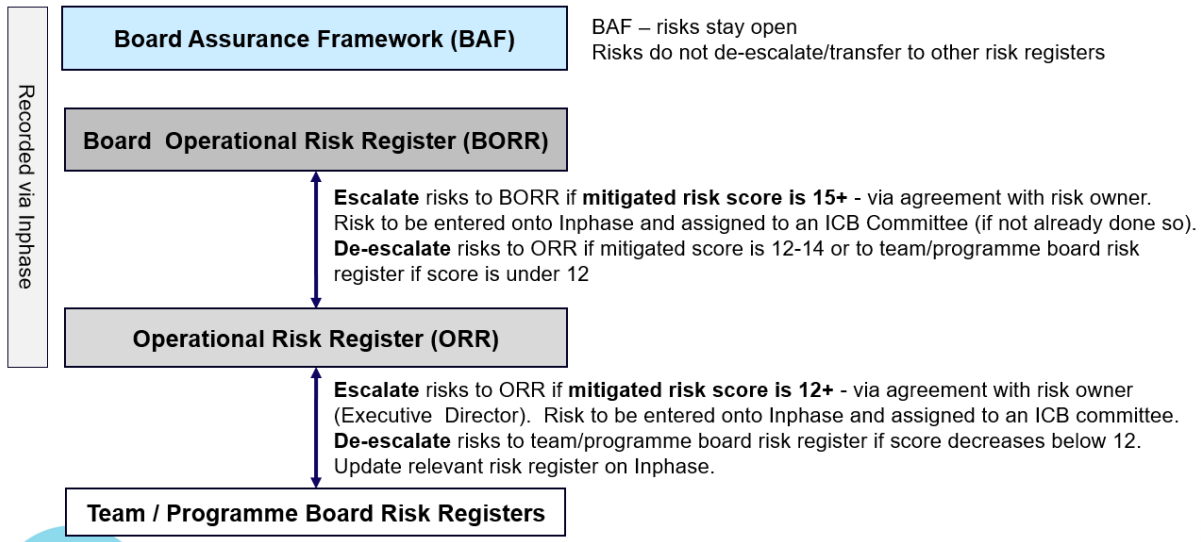 Board Assurance Framework (BAF)
BAF – risks stay open
Risks do not de-escalate/transfer to other risk registers
Recorded via Inphase
Board Operational Risk Register (BORR)
Escalate risks to BORR if mitigated risk score is 15+ - via agreement with risk owner.
Risk to be entered onto Inphase and assigned to an ICB Committee (if not already done so).
De-escalate risks to ORR if mitigated score is 12-14 or to team/programme board risk
register if score is under 12
Operational Risk Register (ORR)
Escalate risks to ORR if mitigated risk score is 12+ - via agreement with risk owner
(Executive Director). Risk to be entered onto Inphase and assigned to an ICB committee.
De-escalate risks to team/programme board risk register if score decreases below 12.
Update relevant risk register on Inphase.
Team / Programme Board Risk Registers